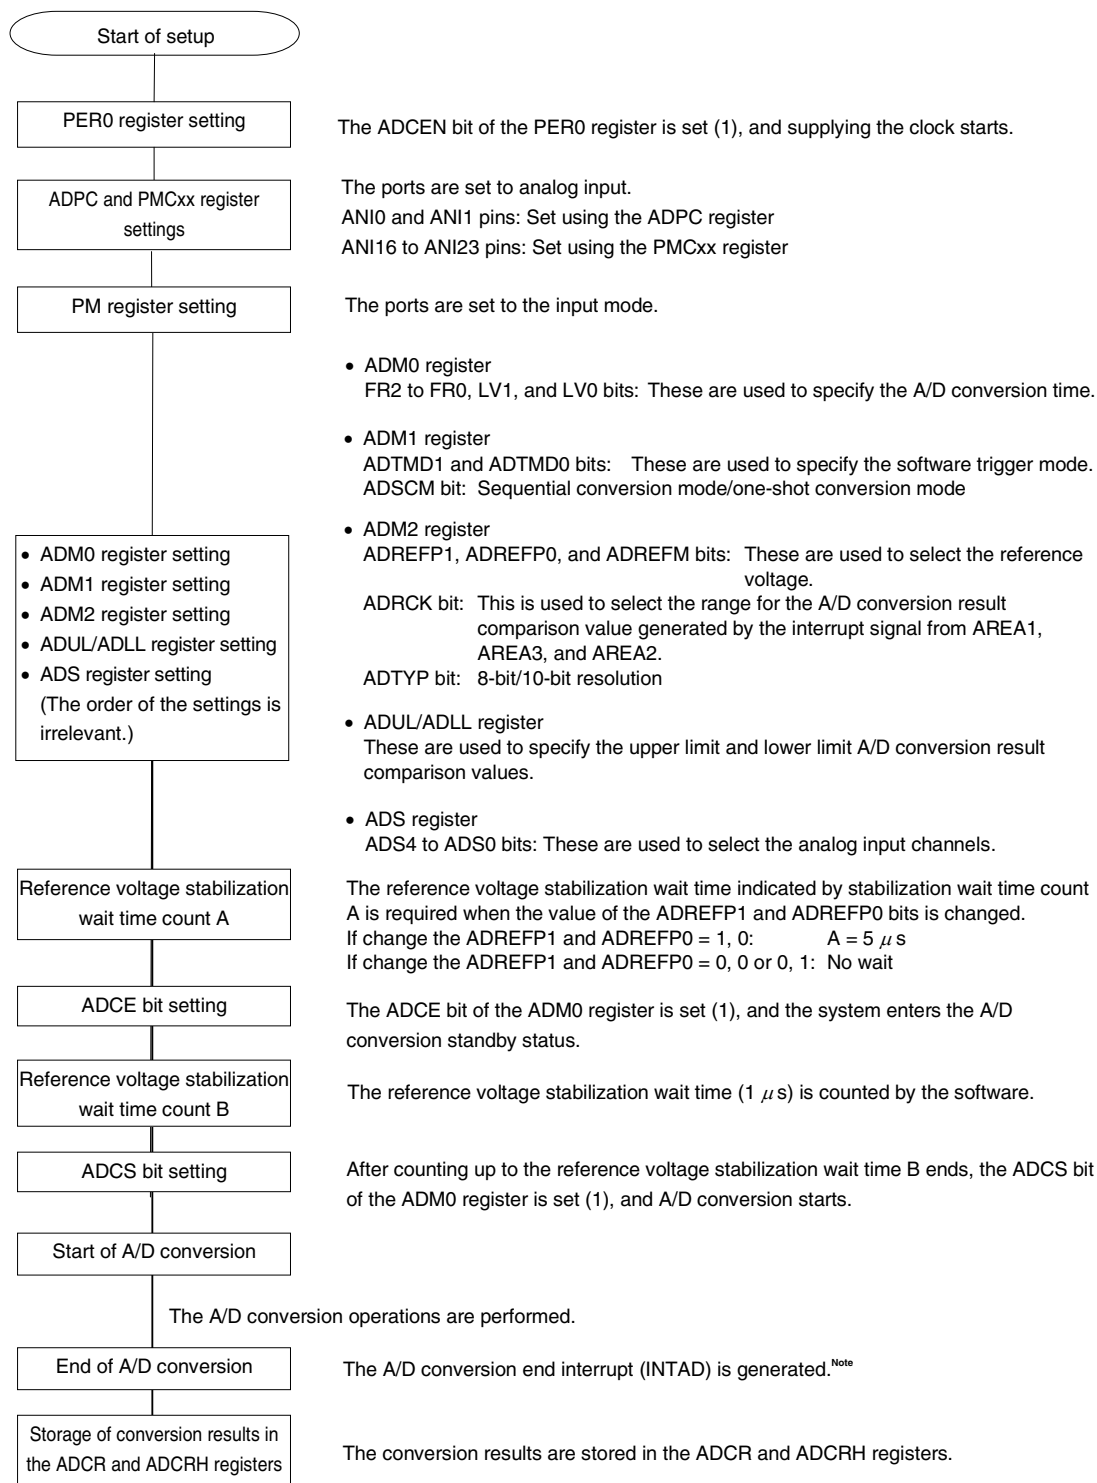 Start of setup
PER0 register setting
The ADCEN bit of the PER0 register is set (1), and supplying the clock starts.
ADPC and PMCxx register
settings
The ports are set to analog input.
ANI0 and ANI1 pins: Set using the ADPC register
ANI16 to ANI23 pins: Set using the PMCxx register
PM register setting
The ports are set to the input mode.
• ADM0 register setting
• ADM1 register setting
• ADM2 register setting
• ADUL/ADLL register setting
• ADS register setting
(The order of the settings is
irrelevant.)
• ADM0 register
FR2 to FR0, LV1, and LV0 bits: These are used to specify the A/D conversion time.
• ADM1 register
ADTMD1 and ADTMD0 bits: These are used to specify the software trigger mode.
ADSCM bit: Sequential conversion mode/one-shot conversion mode
• ADM2 register
ADREFP1, ADREFP0, and ADREFM bits: These are used to select the reference
voltage.
ADRCK bit: This is used to select the range for the A/D conversion result
comparison value generated by the interrupt signal from AREA1,
AREA3, and AREA2.
ADTYP bit: 8-bit/10-bit resolution
• ADUL/ADLL register
These are used to specify the upper limit and lower limit A/D conversion result
comparison values.
• ADS register
ADS4 to ADS0 bits: These are used to select the analog input channels.
Reference voltage stabilization
wait time count A
The reference voltage stabilization wait time indicated by stabilization wait time count
A is required when the value of the ADREFP1 and ADREFP0 bits is changed.
If change the ADREFP1 and ADREFP0 = 1, 0: A = 5 μs
If change the ADREFP1 and ADREFP0 = 0, 0 or 0, 1: No wait
ADCE bit setting
The ADCE bit of the ADM0 register is set (1), and the system enters the A/D
conversion standby status.
Reference voltage stabilization
wait time count B
The reference voltage stabilization wait time (1 μs) is counted by the software.
ADCS bit setting
After counting up to the reference voltage stabilization wait time B ends, the ADCS bit
of the ADM0 register is set (1), and A/D conversion starts.
Start of A/D conversion
The A/D conversion operations are performed.
End of A/D conversion
The A/D conversion end interrupt (INTAD) is generated. Note
Storage of conversion results in
the ADCR and ADCRH registers
The conversion results are stored in the ADCR and ADCRH registers.